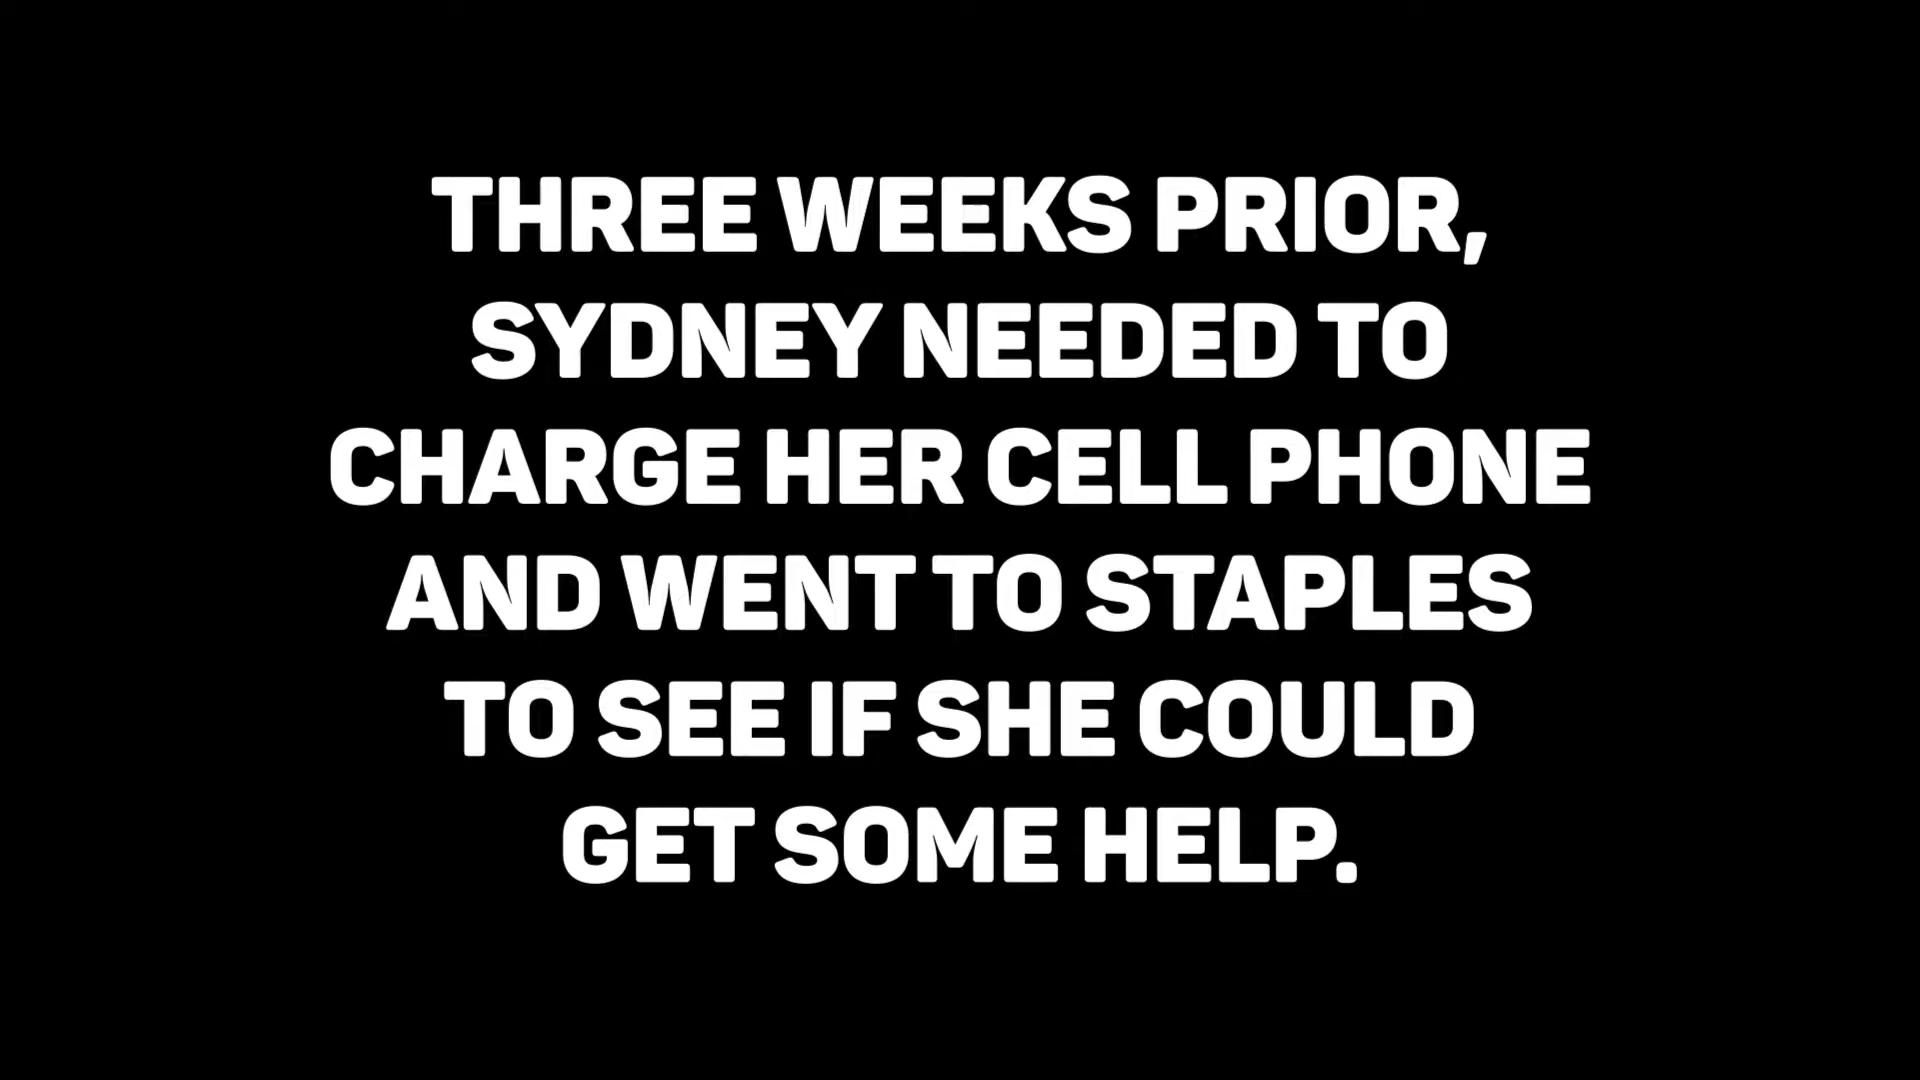 THREE WEEKS PRIOR,
SYDNEY NEEDED TO
CHARGE HER CELL PHONE
AND WENT TO STAPLES
TO SEE IF SHE COULD
GET SOME HELP.